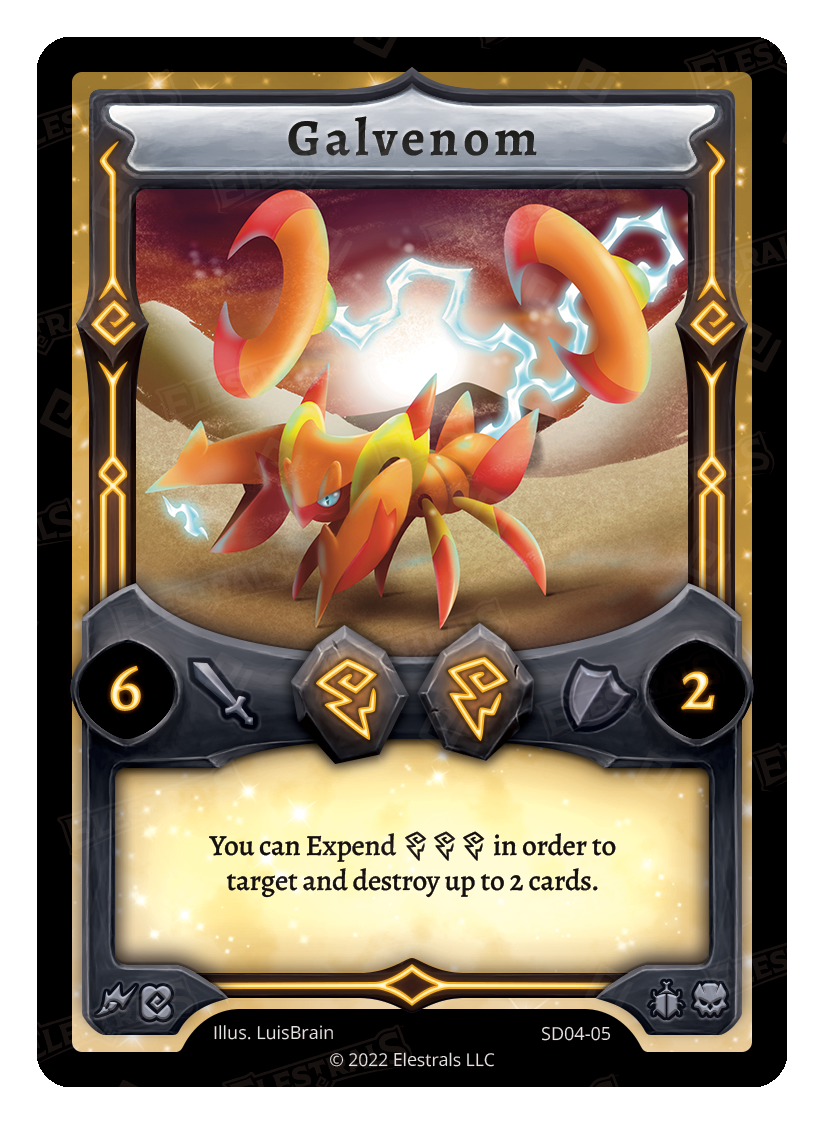 Galvenom
6
2
You can Expend in order to
target and destroy up to 2 cards.
Illus. LuisBrain
SD04-05
© 2022 Elestrals LLC
ELESTRALS